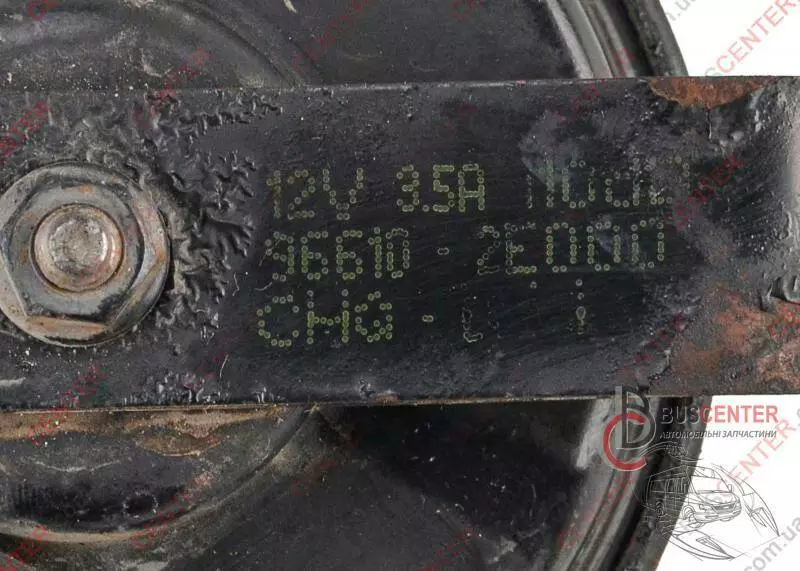 12V 3.5A
96610 - 2E000
CHG -
BUSCENTER
АВТОМОБІЛЬНІ ЗАПЧАСТИНИ